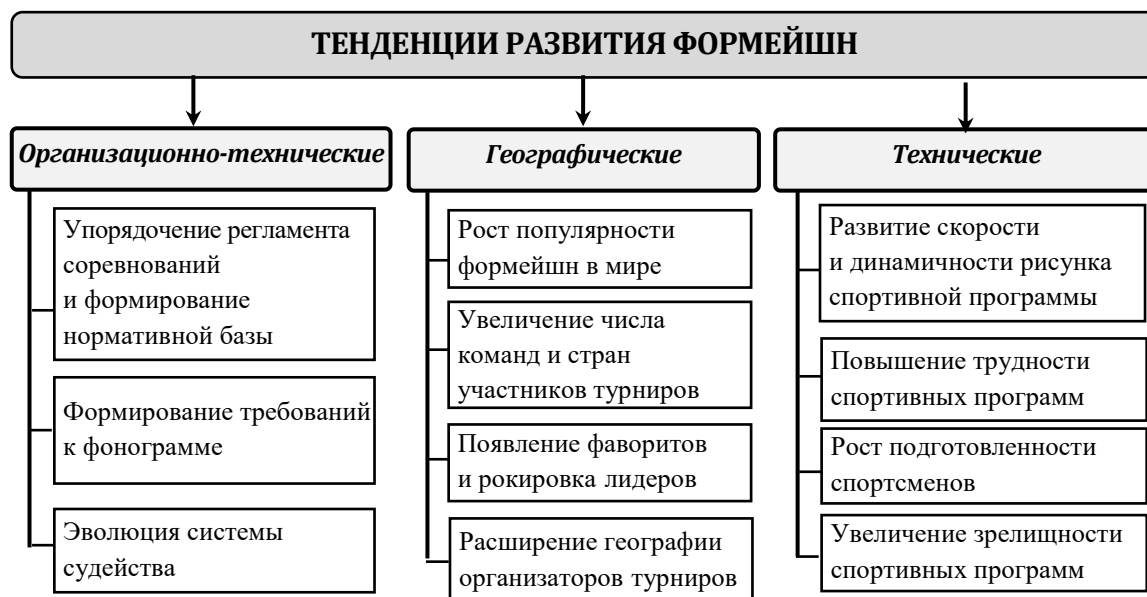 ТЕНДЕНЦИИ РАЗВИТИЯ ФОРМЕЙШН
Организационно-технические
Упорядочение регламента
соревнований
и формирование
нормативной базы
Формирование требований
к фонограмме
Эволюция системы
судейства
Географические
Рост популярности
формейшн в мире
Увеличение числа
команд и стран
участников турниров
Появление фаворитов
и рокировка лидеров
Расширение географии
организаторов турниров
Технические
Развитие скорости
и динамичности рисунка
спортивной программы
Повышение трудности
спортивных программ
Рост подготовленности
спортсменов
Увеличение зрелищности
спортивных программ